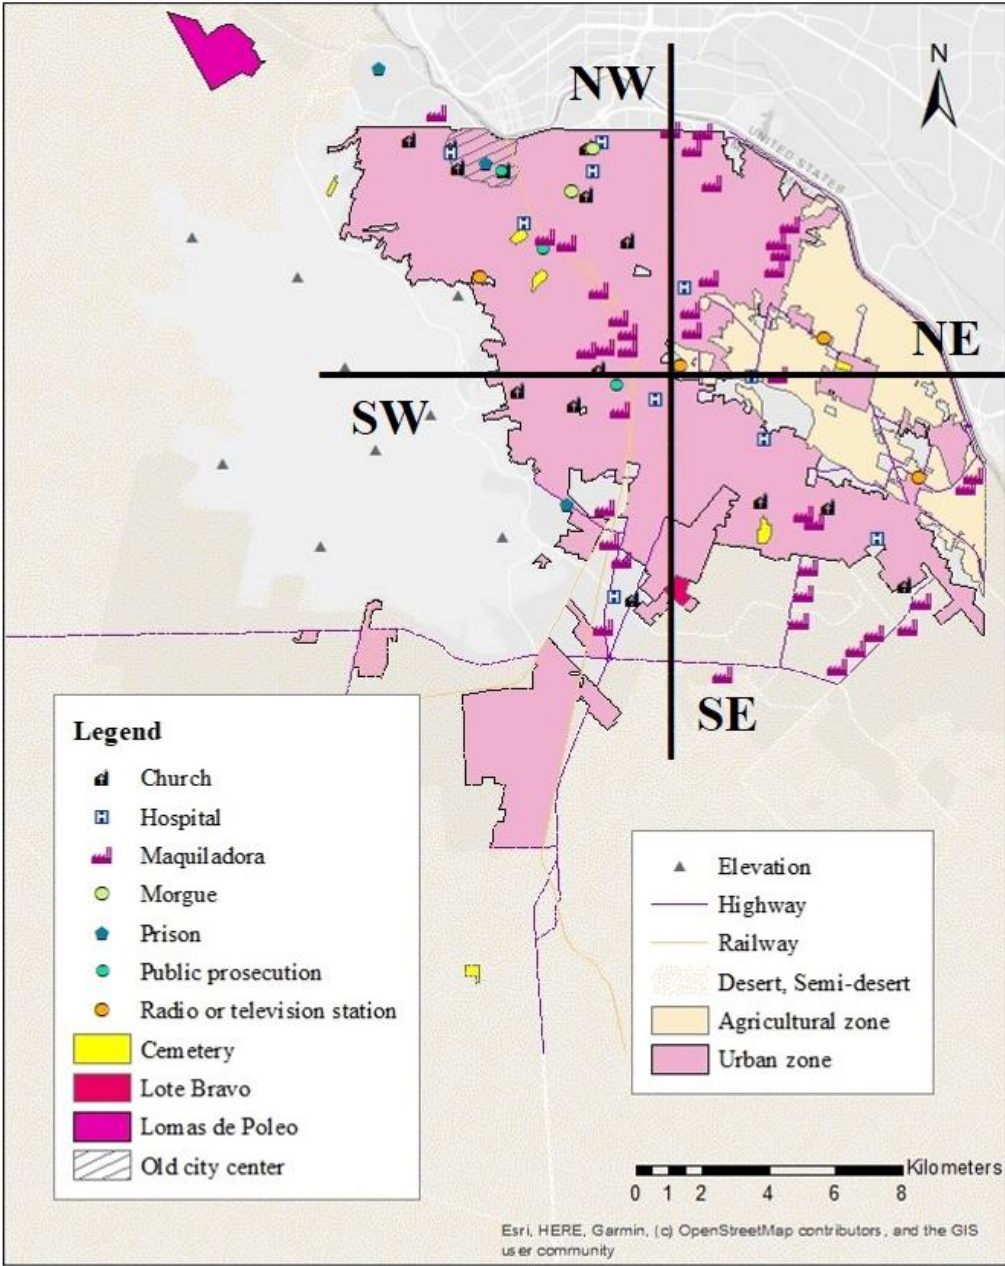 NW
N
UNITED STATES
NE
SW
SE
Legend
Church
Hospital
Maquiladora
Morgue
Prison
Public prosecution
Radio or television station
Cemetery
Lote Bravo
Lomas de Poleo
Old city center
Elevation
Highway
Railway
Desert, Semi-desert
Agricultural zone
Urban zone
Kilometers
0 1 2 4 6 8
Esri, HERE, Garmin, (c) OpenStreetMap contributors, and the GIS
user community